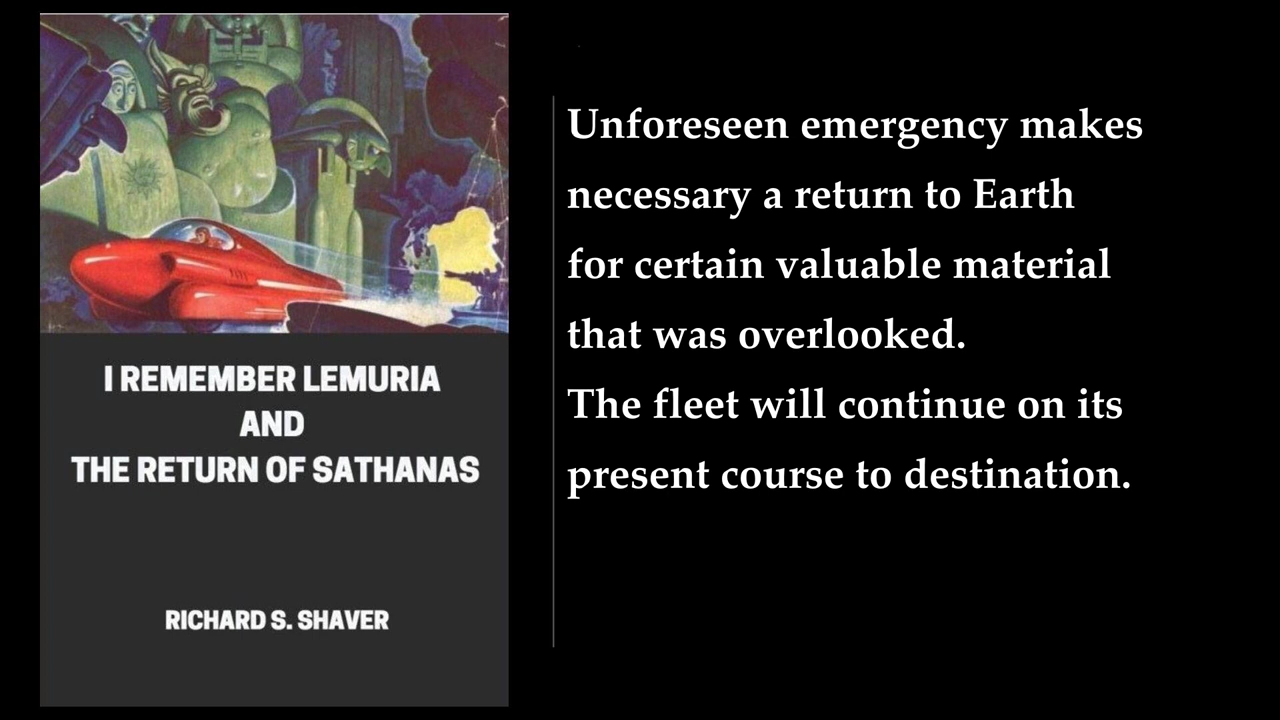 I REMEMBER LEMURIA
AND
THE RETURN OF SATHANAS
RICHARD S. SHAVER
Unforeseen emergency makes
necessary a return to Earth
for certain valuable material
that was overlooked.
The fleet will continue on its
present course to destination.